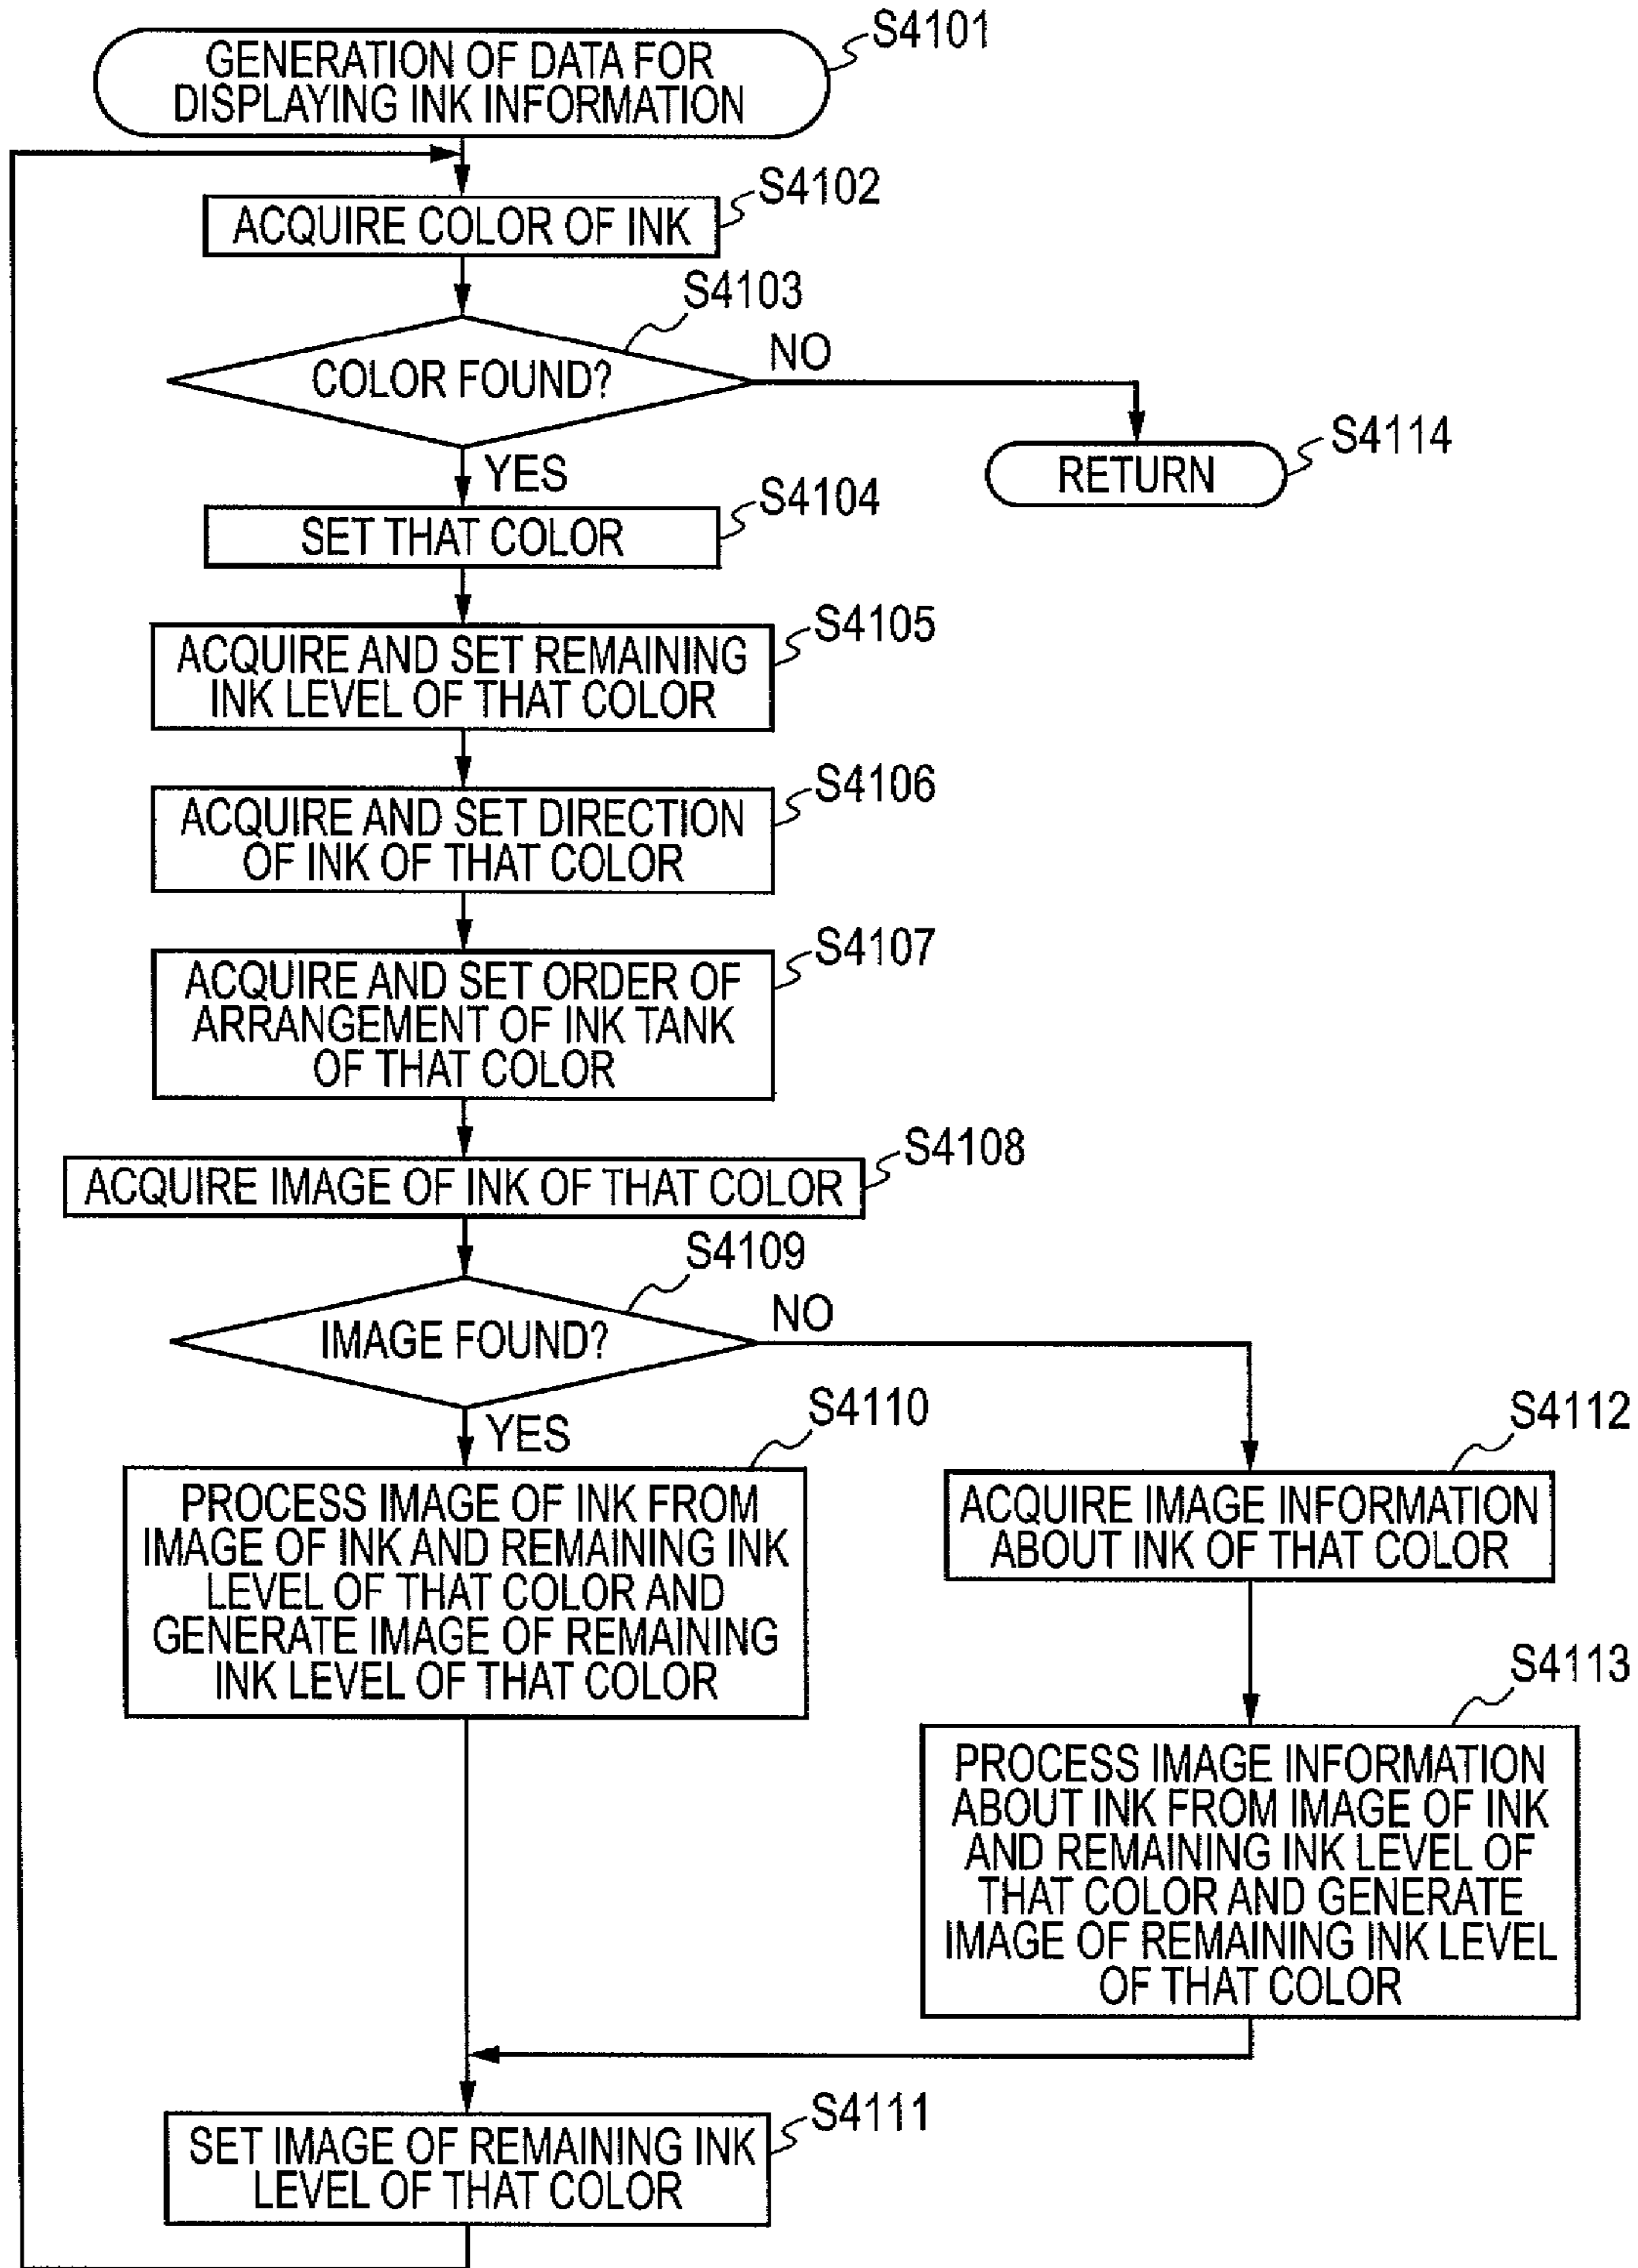 S4101
GENERATION OF DATA FOR
DISPLAYING INK INFORMATION
S4102
ACQUIRE COLOR OF INK
S4103
COLOR FOUND?
NO
S4114
RETURN
YES
S4104
SET THAT COLOR
S4105
ACQUIRE AND SET REMAINING
INK LEVEL OF THAT COLOR
S4106
ACQUIRE AND SET DIRECTION
OF INK OF THAT COLOR
S4107
ACQUIRE AND SET ORDER OF
ARRANGEMENT OF INK TANK
OF THAT COLOR
S4108
ACQUIRE IMAGE OF INK OF THAT COLOR
S4109
IMAGE FOUND?
NO
YES
S4110
PROCESS IMAGE OF INK FROM
IMAGE OF INK AND REMAINING INK
LEVEL OF THAT COLOR AND
GENERATE IMAGE OF REMAINING
INK LEVEL OF THAT COLOR
S4112
ACQUIRE IMAGE INFORMATION
ABOUT INK OF THAT COLOR
S4113
PROCESS IMAGE INFORMATION
ABOUT INK FROM IMAGE OF INK
AND REMAINING INK LEVEL OF
THAT COLOR AND GENERATE
IMAGE OF REMAINING INK LEVEL
OF THAT COLOR
S4111
SET IMAGE OF REMAINING INK
LEVEL OF THAT COLOR